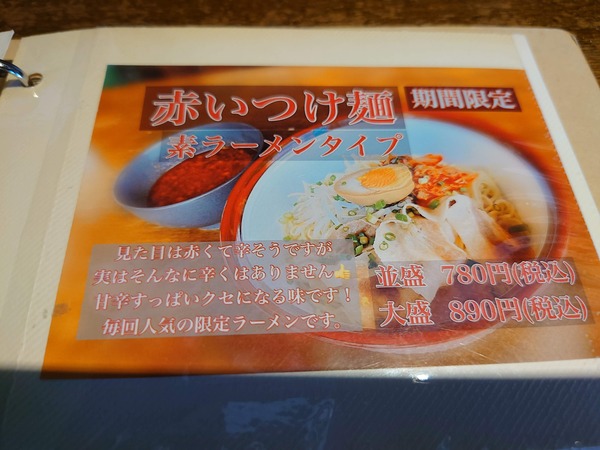 赤いつけ麺
期間限定
素ラーメンタイプ
見た目は赤くて辛そうですが
実はそんなに辛くはありません👍
甘辛すっぱいクセになる味です!
毎回人気の限定ラーメンです。
並盛 780円(税込)
大盛 890円(税込)